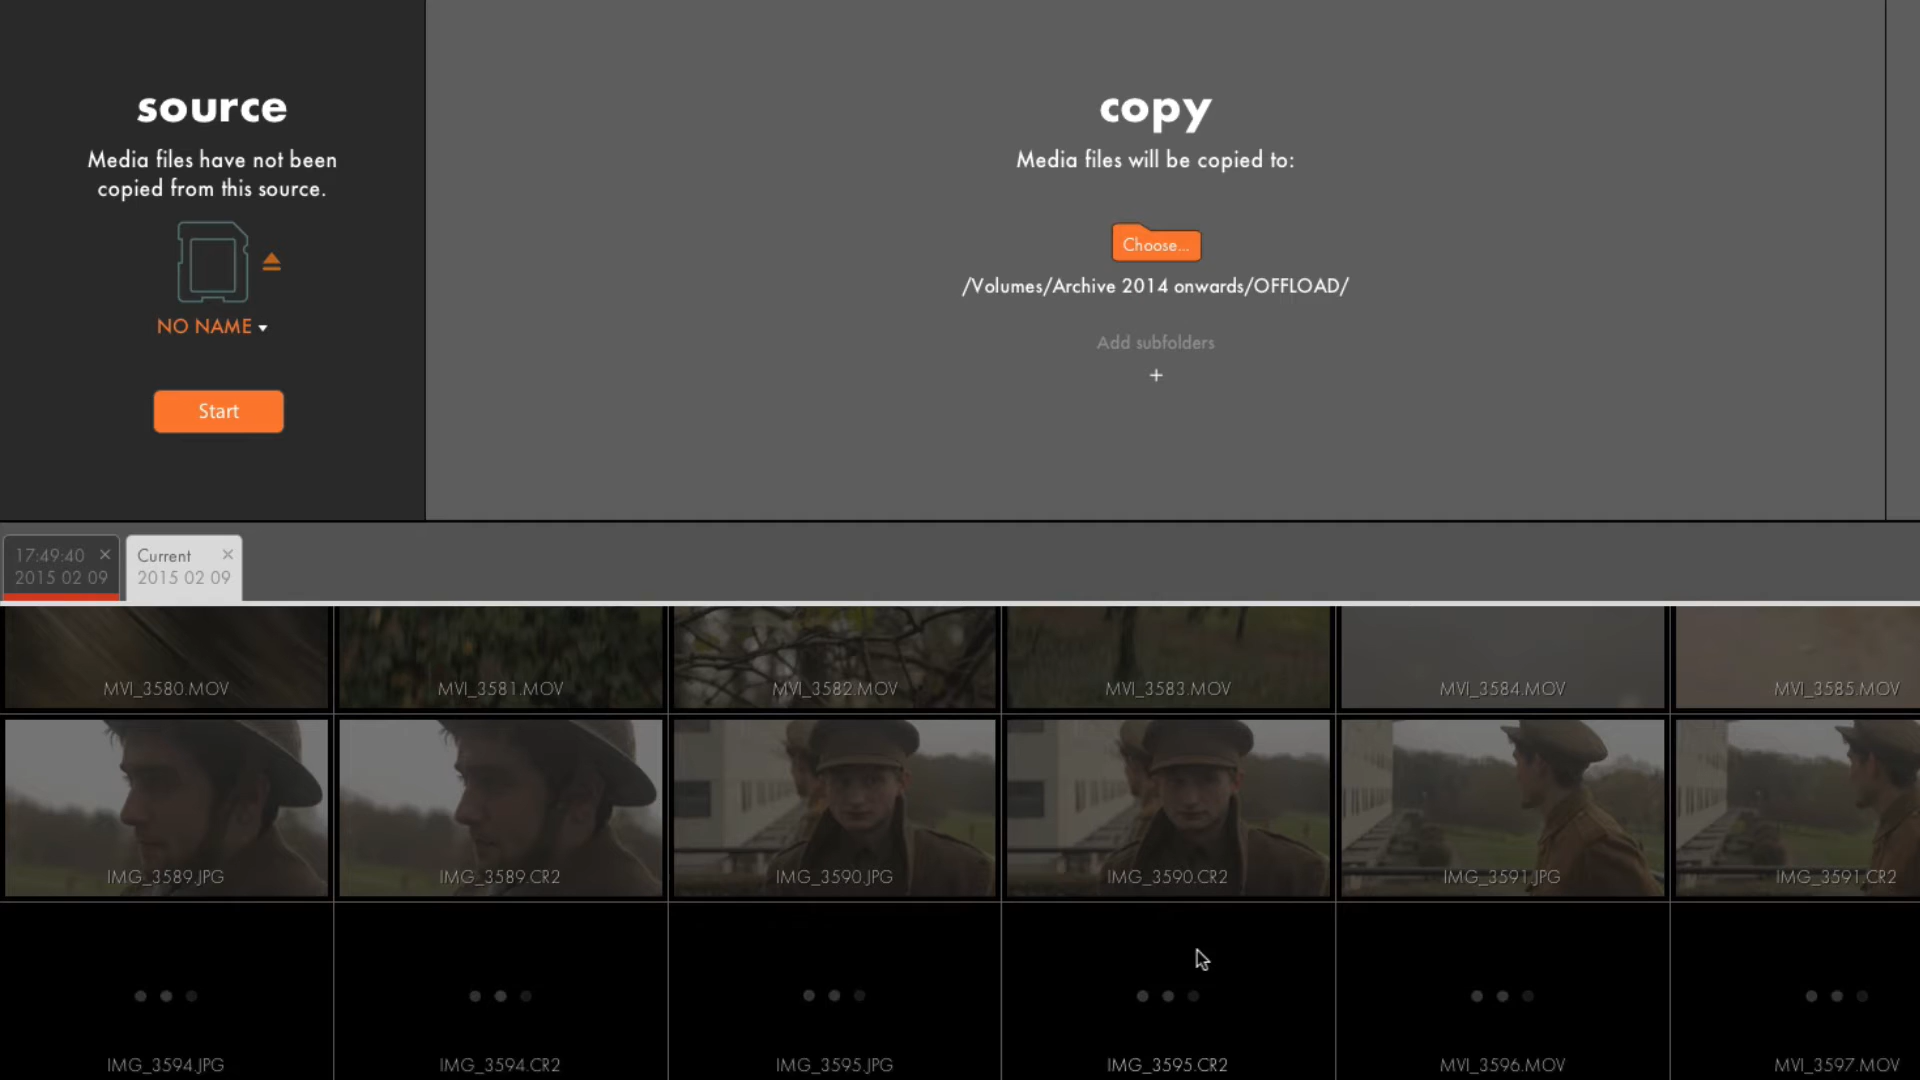 source
Media files have not been
copied from this source.
NO NAME
Start
copy
Media files will be copied to:
Choose...
/Volumes/Archive 2014 onwards/OFFLOAD/
Add subfolders
+
17:49:40
2015 02 09
Current
2015 02 09
MVI_3580.MOV
MVI_3581.MOV
MVI_3582.MOV
MVI_3583.MOV
MVI_3584.MOV
MVI_3585.MOV
IMG_3589.JPG
IMG_3589.CR2
IMG_3590.JPG
IMG_3590.CR2
IMG_3591.JPG
IMG_3591.CR2
IMG_3594.JPG
IMG_3594.CR2
IMG_3595.JPG
IMG_3595.CR2
MVI_3596.MOV
MVI_3597.MOV